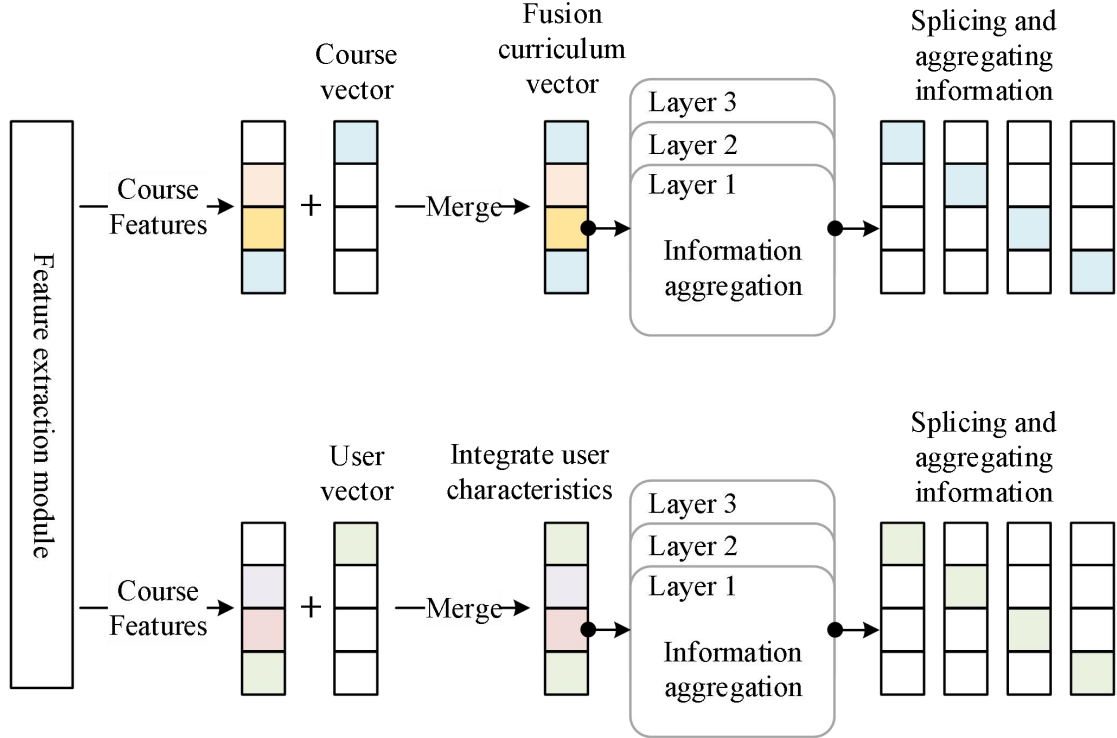 Feature extraction module
Course
Features
+
Course
vector
Merge
Fusion
curriculum
vector
Layer 3
Layer 2
Layer 1
Information
aggregation
Splicing and
aggregating
information
Course
Features
+
User
vector
Merge
Integrate user
characteristics
Layer 3
Layer 2
Layer 1
Information
aggregation
Splicing and
aggregating
information